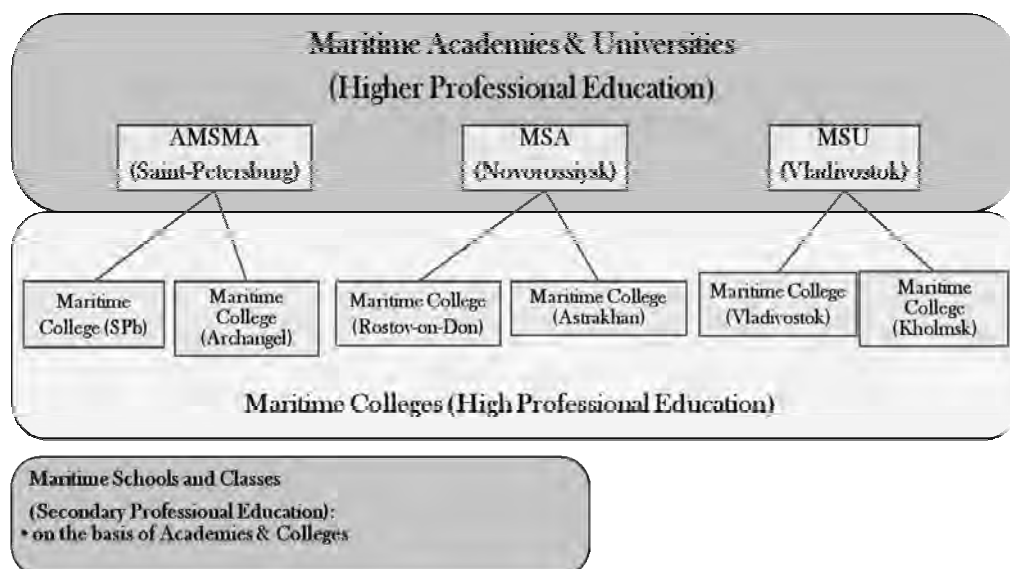 Maritime Academies & Universities
(Higher Professional Education)
AMSMA
(Saint-Petersburg)
MSA
(Novorossiysk)
MSU
(Vladivostok)
Maritime
College (SPb)
Maritime
College
(Archangel)
Maritime College
(Rostov-on-Don)
Maritime College
(Astrakhan)
Maritime College
(Vladivostok)
Maritime
College
(Kholmsk)
Maritime Colleges (High Professional Education)
Maritime Schools and Classes
(Secondary Professional Education):
• on the basis of Academies & Colleges